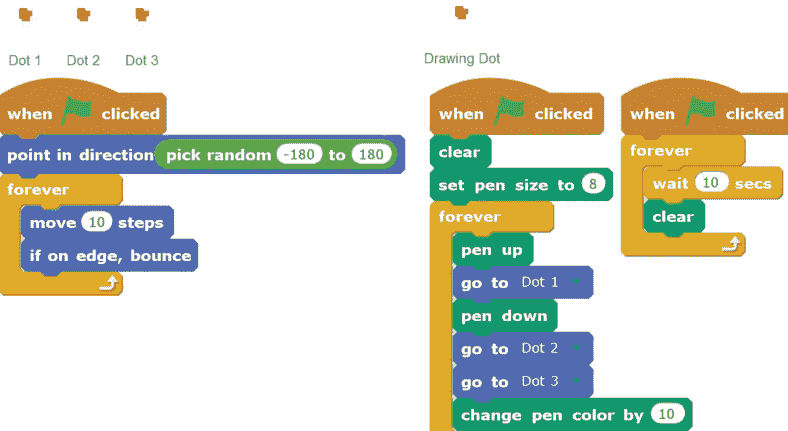 Dot 1 Dot 2 Dot 3
when clicked
point in direction pick random -180 to 180
forever
move 10 steps
if on edge, bounce
Drawing Dot
when clicked
clear
set pen size to 8
forever
pen up
go to Dot 1
pen down
go to Dot 2
go to Dot 3
change pen color by 10
when clicked
forever
wait 10 secs
clear